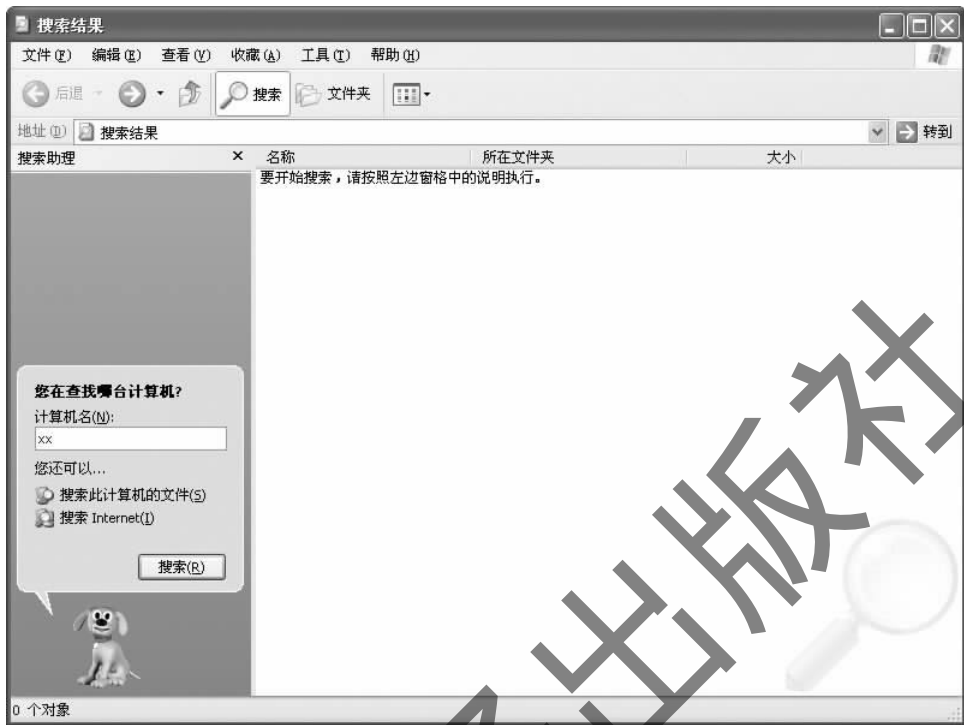 搜索结果
文件(F) 编辑(E) 查看(V) 收藏(A) 工具(T) 帮助(H)
后退 搜索 文件夹
地址(D) 搜索结果 转到
搜索助理 × 名称 所在文件夹 大小
要开始搜索，请按照左边窗格中的说明执行。
您在查找哪台计算机?
计算机名(N):
xx
您还可以...
搜索此计算机的文件(S)
搜索 Internet(I)
搜索(R)
0 个对象
出版社